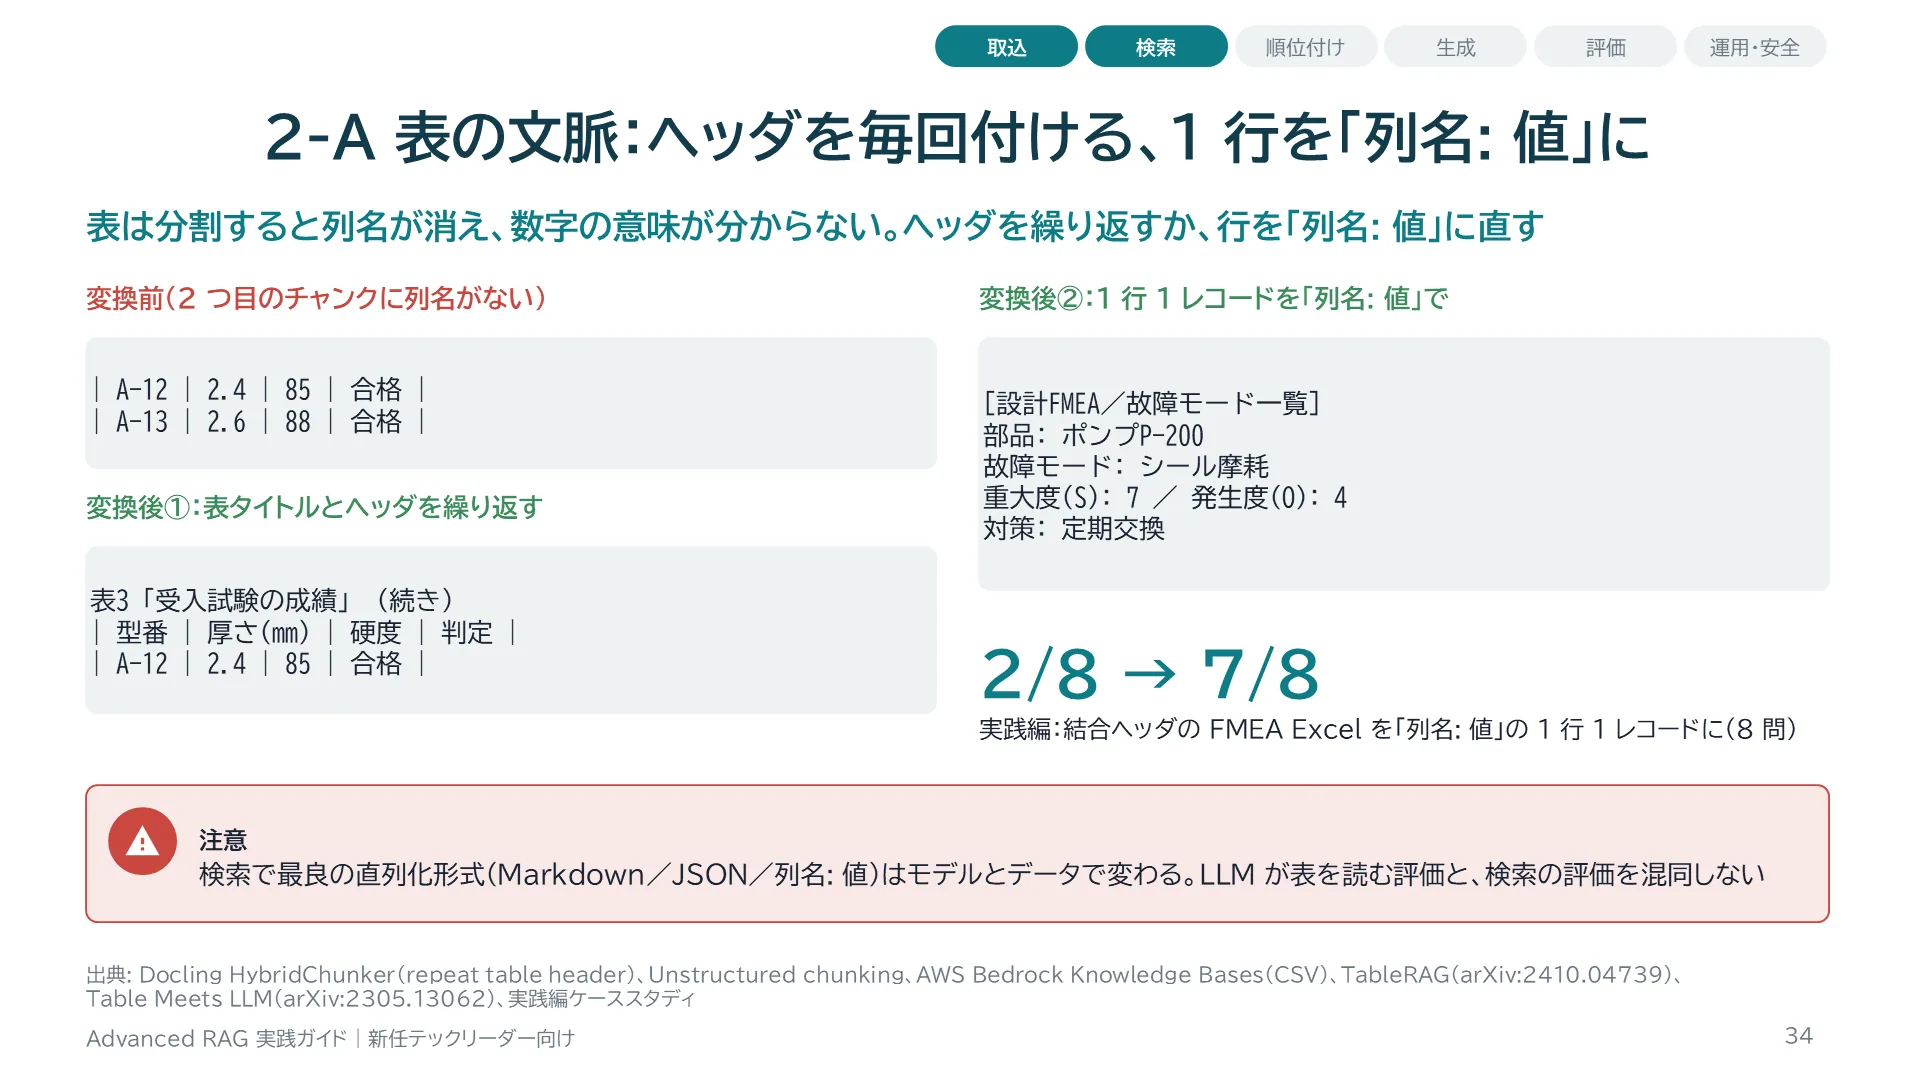 取込
検索
順位付け
生成
評価
運用・安全
2-A 表の文脈：ヘッダを毎回付ける、1 行を「列名: 値」に
表は分割すると列名が消え、数字の意味が分からない。ヘッダを繰り返すか、行を「列名: 値」に直す
変換前（2 つ目のチャンクに列名がない）
| A-12 | 2.4 | 85 | 合格 |
| A-13 | 2.6 | 88 | 合格 |
変換後①：表タイトルとヘッダを繰り返す
表3「受入試験の成績」（続き）
| 型番 | 厚さ(㎜) | 硬度 | 判定 |
| A-12 | 2.4 | 85 | 合格 |
変換後②：1 行 1 レコードを「列名: 値」で
[設計FMEA／故障モード一覧]
部品: ポンプP-200
故障モード: シール摩耗
重大度(S): 7 ／ 発生度(O): 4
対策: 定期交換
2/8 → 7/8
実践編：結合ヘッダの FMEA Excel を「列名: 値」の 1 行 1 レコードに（8 問）
注意
検索で最良の直列化形式（Markdown／JSON／列名: 値）はモデルとデータで変わる。LLM が表を読む評価と、検索の評価を混同しない
出典: Docling HybridChunker（repeat table header）、Unstructured chunking、AWS Bedrock Knowledge Bases（CSV）、TableRAG（arXiv:2410.04739）、
Table Meets LLM（arXiv:2305.13062）、実践編ケーススタディ
Advanced RAG 実践ガイド｜新任テックリーダー向け
34